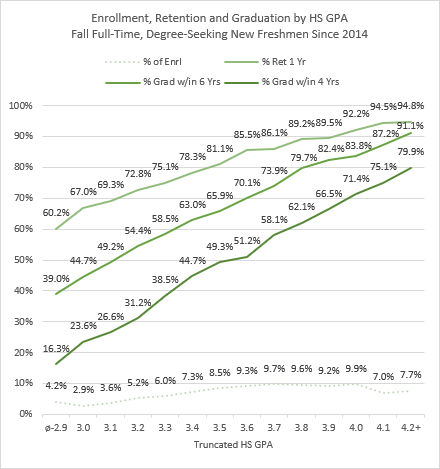 Enrollment, Retention and Graduation by HS GPA
Fall Full-Time, Degree-Seeking New Freshmen Since 2014
% of Enrl
% Ret 1 Yr
% Grad w/in 6 Yrs
% Grad w/in 4 Yrs
100%
90%
80%
70%
60%
50%
40%
30%
20%
10%
0%
60.2% 67.0% 69.3% 72.8% 75.1% 78.3% 81.1% 85.5% 86.1% 89.2% 89.5% 92.2% 94.5% 94.8%
39.0% 44.7% 49.2% 54.4% 58.5% 63.0% 65.9% 70.1% 73.9% 79.7% 82.4% 83.8% 87.2% 91.1%
16.3% 23.6% 26.6% 31.2% 38.5% 44.5% 49.3% 51.2% 58.1% 62.1% 66.5% 71.4% 75.1% 79.9%
4.2% 2.9% 3.6% 5.2% 6.0% 7.3% 8.5% 9.3% 9.7% 9.6% 9.2% 9.9% 7.0% 7.7%
ø-2.9 3.0 3.1 3.2 3.3 3.4 3.5 3.6 3.7 3.8 3.9 4.0 4.1 4.2+
Truncated HS GPA